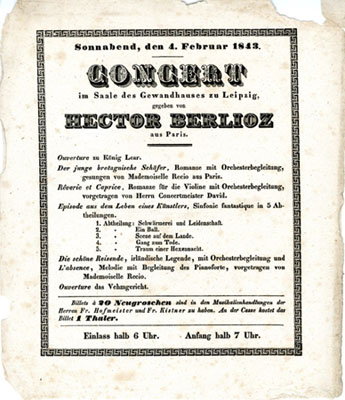 Sonnabend, den 4. Februar 1843.
CONCERT
im Saale des Gewandhauses zu Leipzig,
gegeben von
HECTOR BERLIOZ
aus Paris.
Ouverture zu König Lear.
Der junge bretagnische Schäfer, Romanze mit Orchesterbegleitung,
gesungen von Mademoiselle Recio aus Paris.
Rêverie et Caprice, Romanze für die Violine mit Orchesterbegleitung,
vorgetragen von Herrn Concertmeister David.
Episode aus dem Leben eines Künstlers, Sinfonie fantastique in 5 Ab-
theilungen.
1. Abtheilung: Schwärmerei und Leidenschaft.
2. „ Ein Ball.
3. „ Scene auf dem Lande.
4. „ Gang zum Tode.
5. „ Traum einer Hexennacht.
Die schöne Reisende, irländische Legende, mit Orchesterbegleitung und
L'absence, Melodie mit Begleitung des Pianoforte, vorgetragen von
Mademoiselle Recio.
Ouverture das Vehmgericht.
Billets à 20 Neugroschen sind in den Musikalienhandlungen der
Herren Fr. Hofmeister und Fr. Kistner zu haben. An der Casse kostet das
Billet 1 Thaler.
Einlass halb 6 Uhr. Anfang halb 7 Uhr.